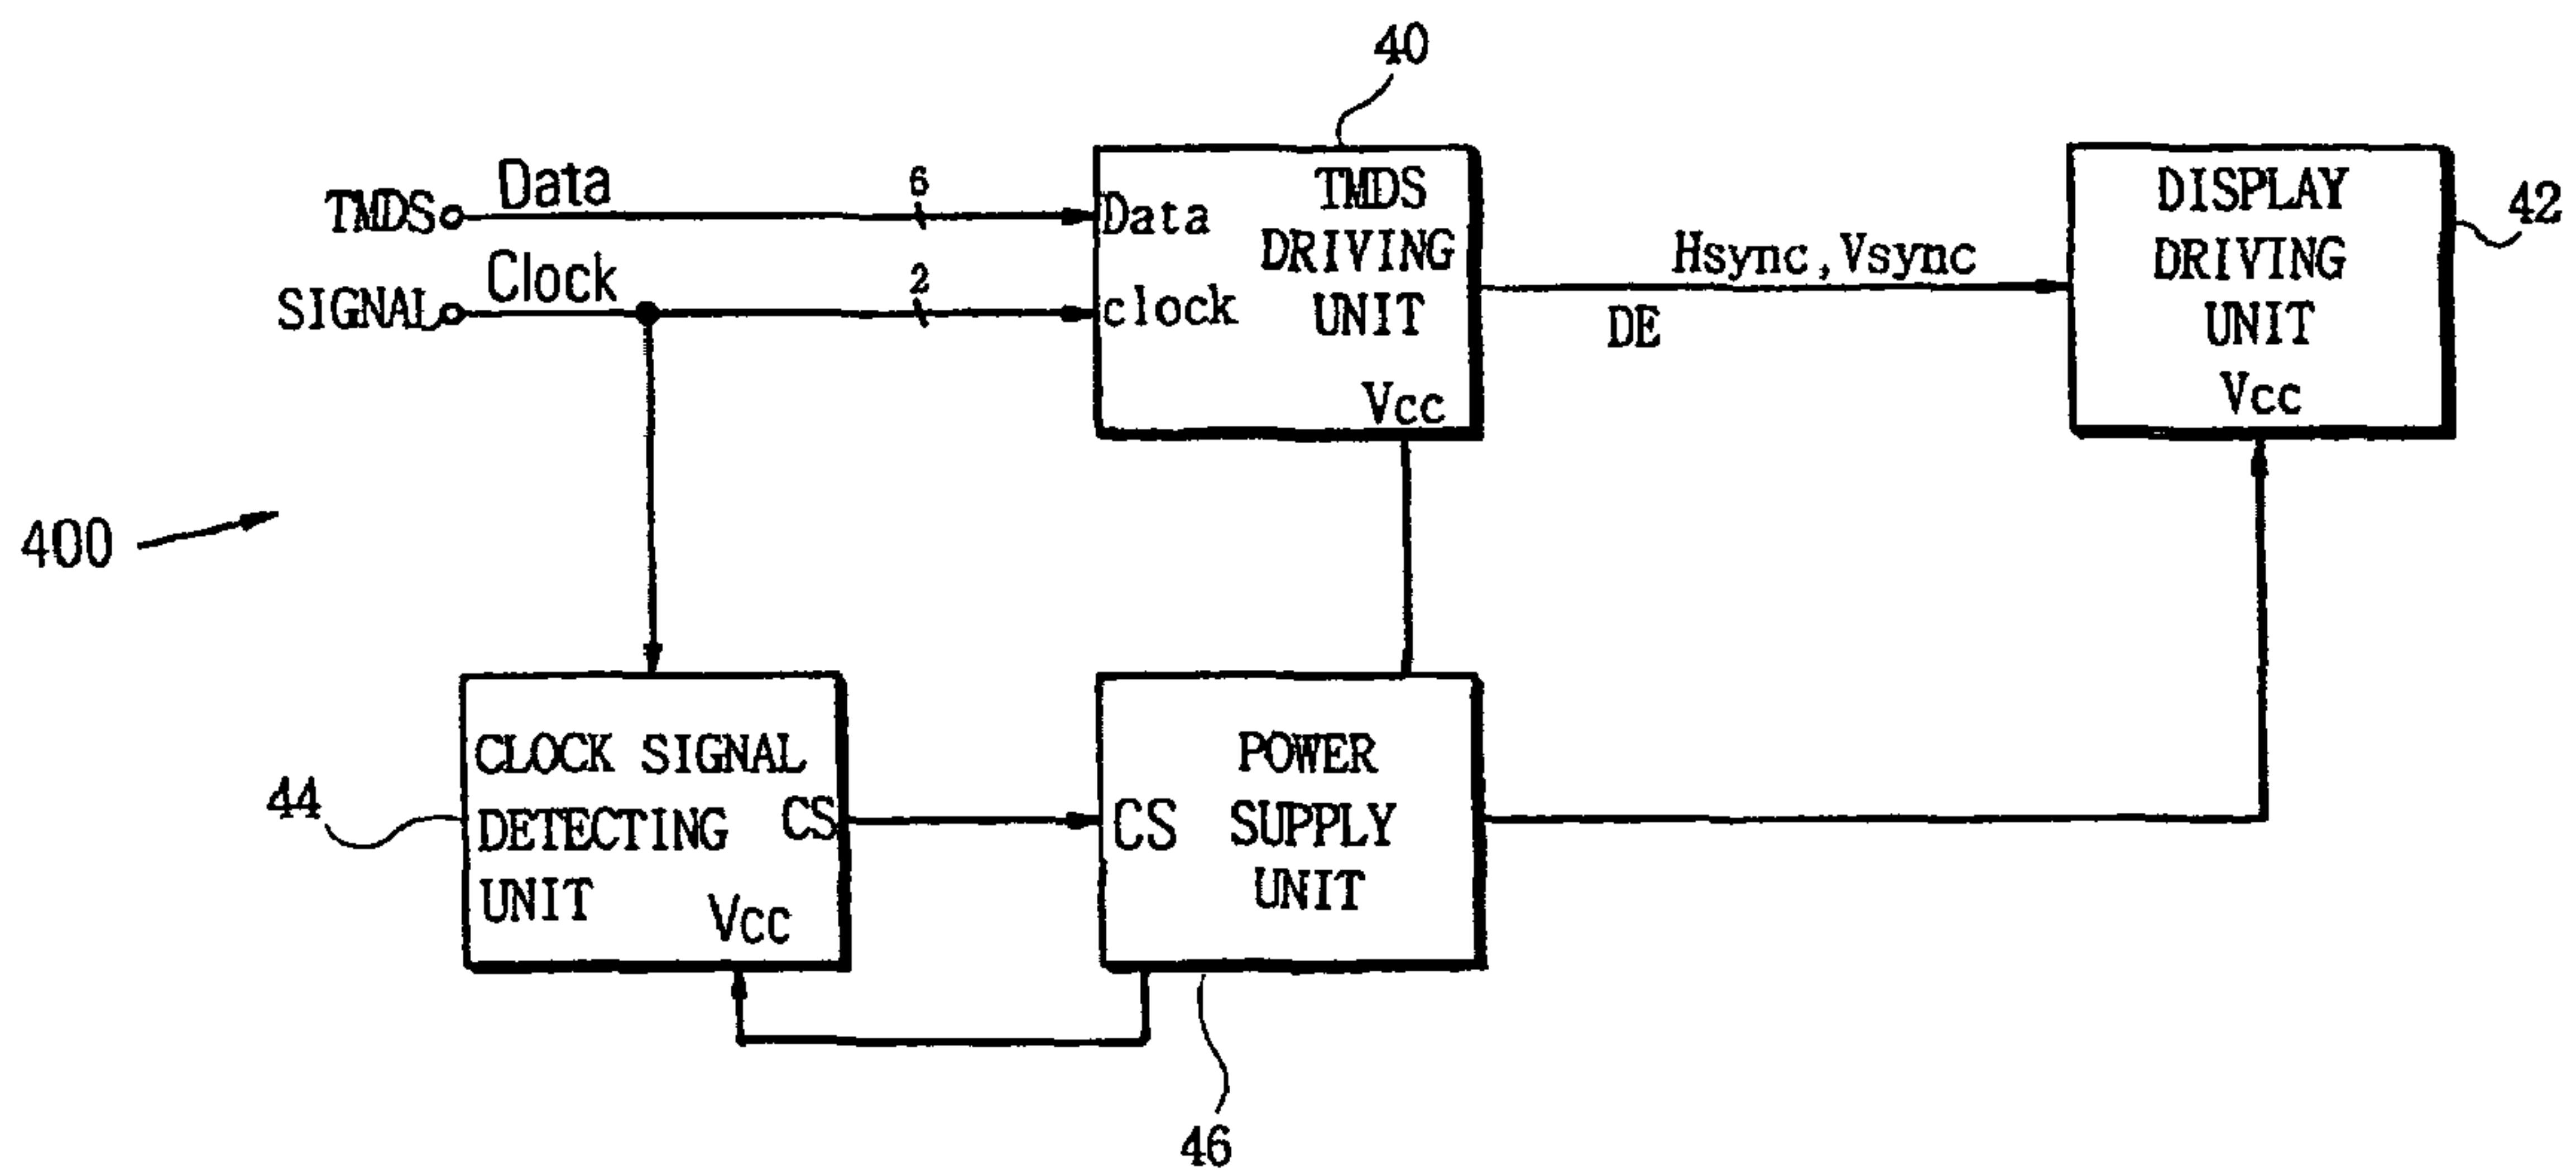 40
TMDS Data 6
SIGNAL Clock 2
Data
clock
TMDS
DRIVING
UNIT
Vcc
Hsync,Vsync
DE
DISPLAY
DRIVING
UNIT
Vcc
42
400
44
CLOCK SIGNAL
DETECTING
UNIT
CS
Vcc
CS
POWER
SUPPLY
UNIT
46